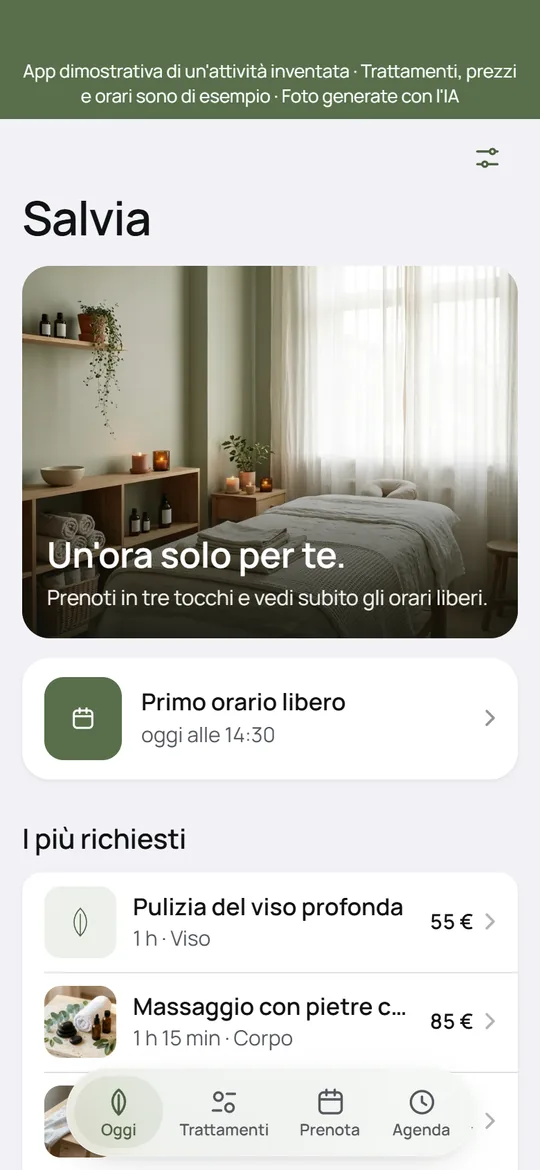 App dimostrativa di un'attività inventata · Trattamenti, prezzi
e orari sono di esempio · Foto generate con l'IA
Salvia
Un'ora solo per te.
Prenoti in tre tocchi e vedi subito gli orari liberi.
Primo orario libero
oggi alle 14:30
I più richiesti
Pulizia del viso profonda
55 €
1 h · Viso
Massaggio con pietre c...
85 €
1 h 15 min · Corpo
Oggi
Trattamenti
Prenota
Agenda